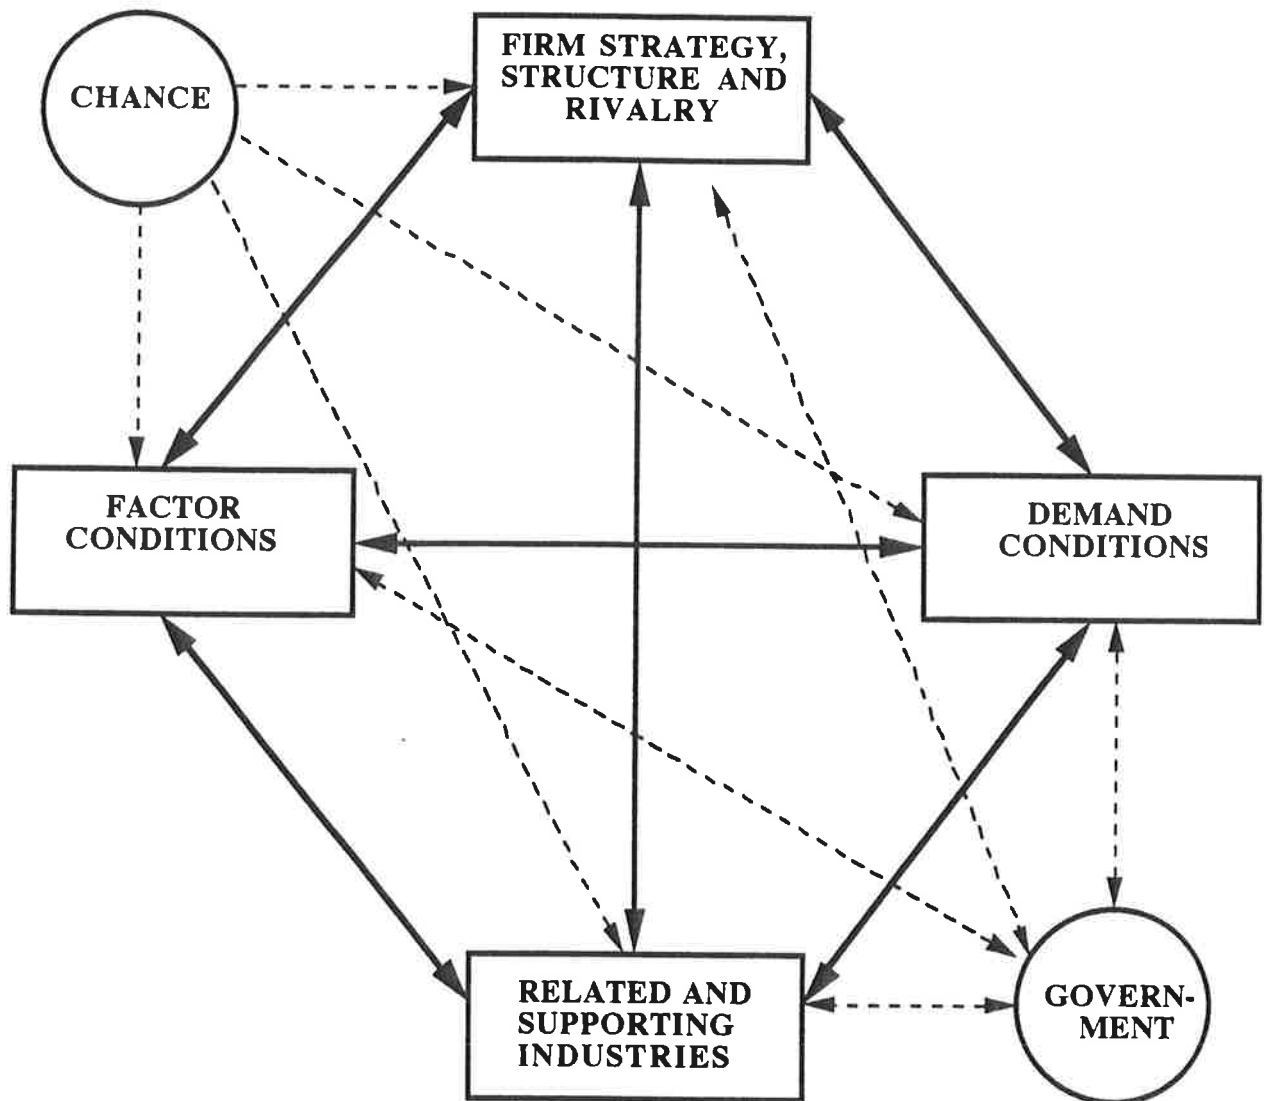 FIRM STRATEGY,
STRUCTURE AND
RIVALRY
CHANCE
FACTOR
CONDITIONS
DEMAND
CONDITIONS
RELATED AND
SUPPORTING
INDUSTRIES
GOVERN-
MENT